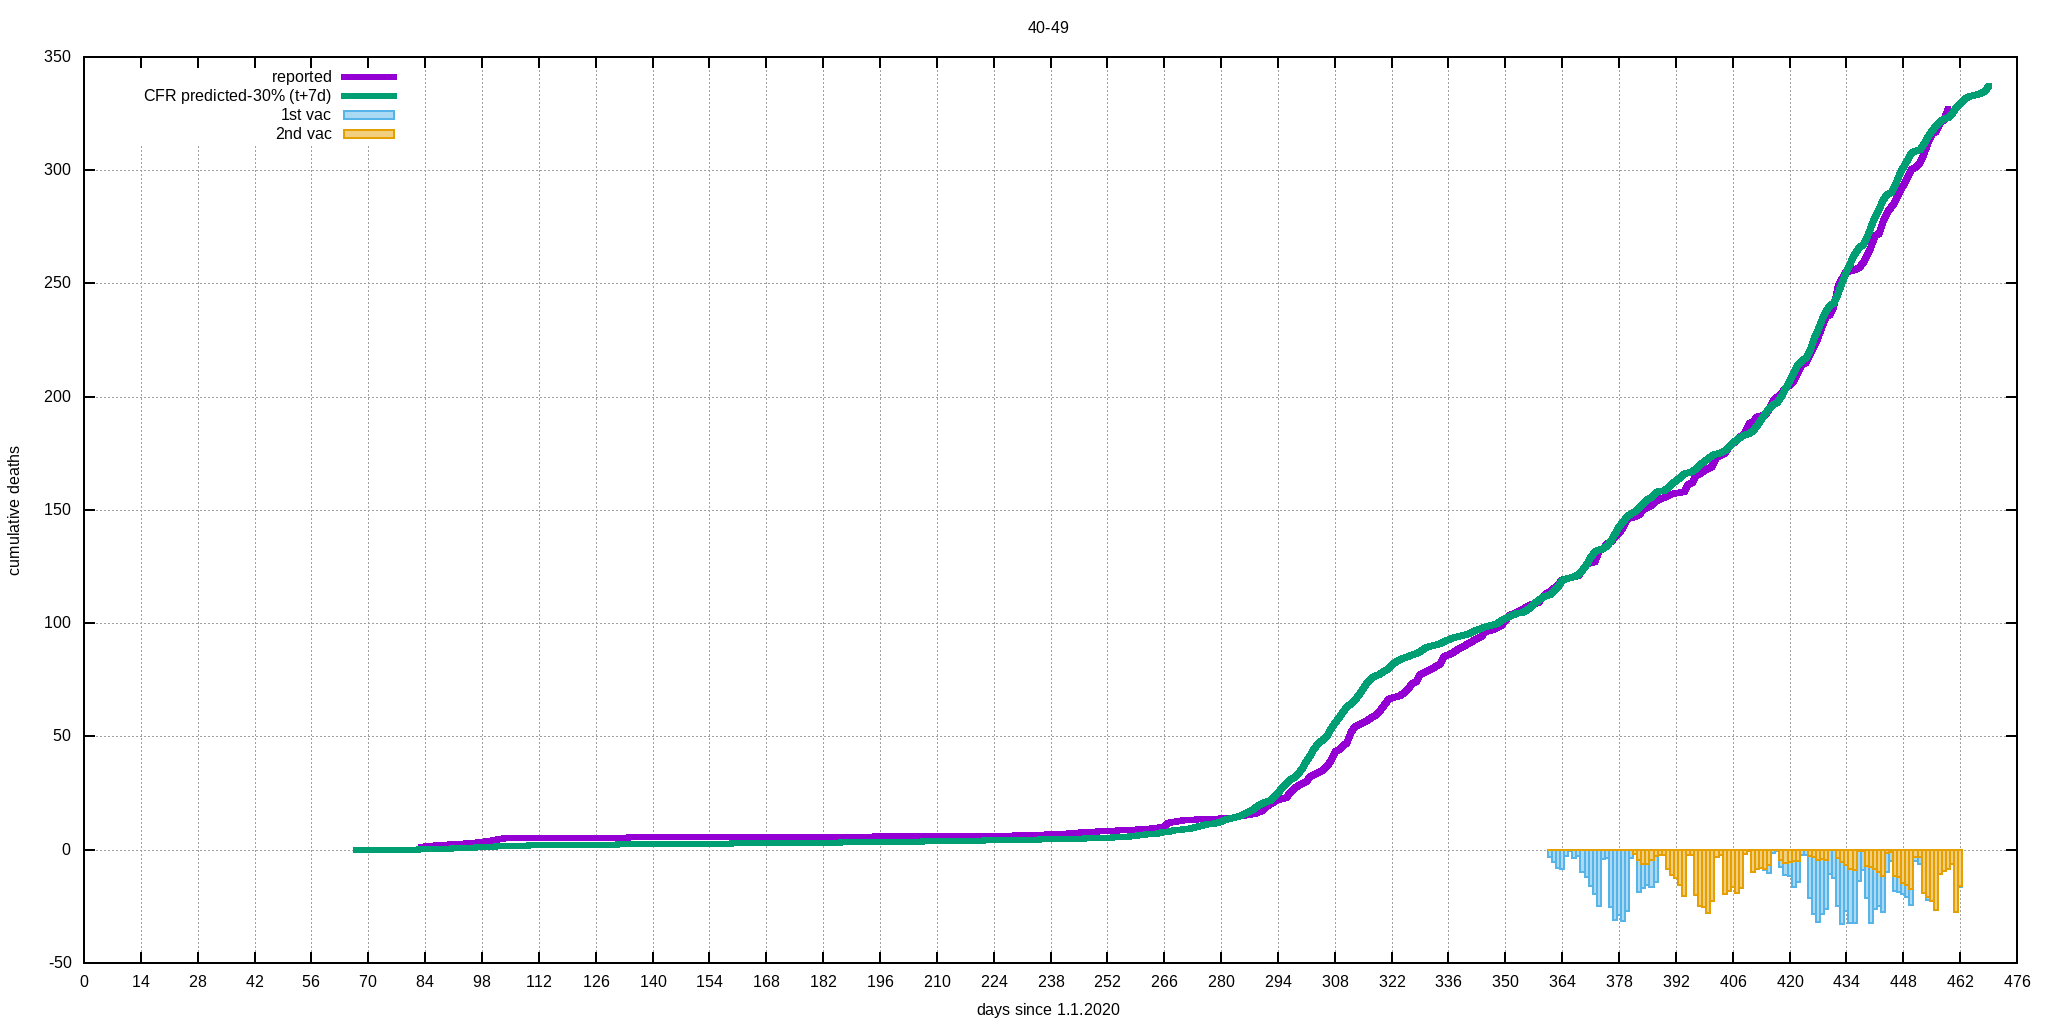 40-49
350
300
250
200
150
100
50
0
-50
cumulative deaths
reported
CFR predicted-30% (t+7d)
1st vac
2nd vac
0 14 28 42 56 70 84 98 112 126 140 154 168 182 196 210 224 238 252 266 280 294 308 322 336 350 364 378 392 406 420 434 448 462 476
days since 1.1.2020